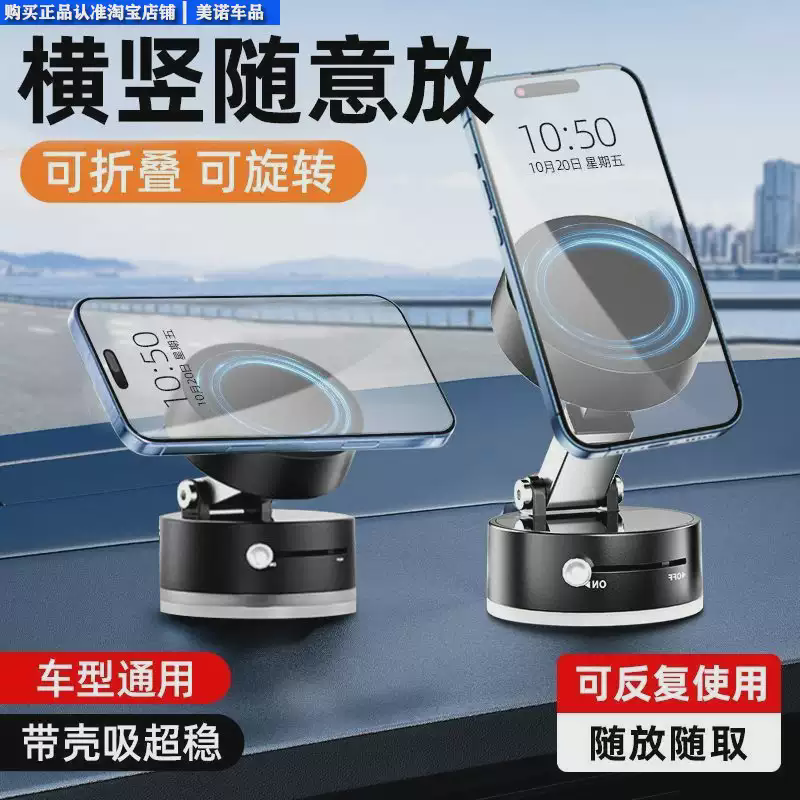 购买正品认准淘宝店铺 | 美诺车品
横竖随意放
可折叠 可旋转
10:50
10月20日 星期五
10:50
10月20日 星期五
ON
OFF
车型通用
带壳吸超稳
可反复使用
随放随取